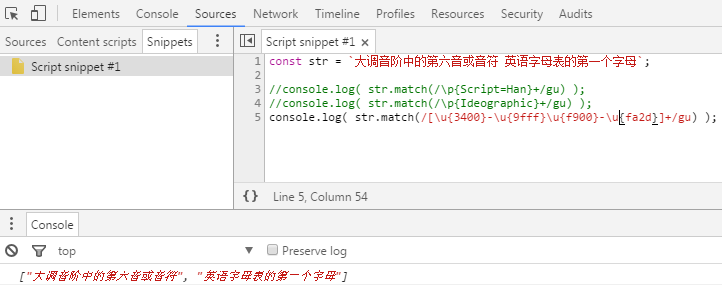 Elements Console Sources Network Timeline Profiles Resources Security Audits
Sources Content scripts Snippets
Script snippet #1 ×
Script snippet #1
1 const str = `大调音阶中的第六音或音符 英语字母表的第一个字母`;
2
3 //console.log( str.match(/\p{Script=Han}+/gu) );
4 //console.log( str.match(/\p{Ideographic}+/gu) );
5 console.log( str.match(/[\u{3400}-\u{9fff}\u{f900}-\u{fa2d}]+/gu) );
{} Line 5, Column 54
Console
top Preserve log
["大调音阶中的第六音或音符", "英语字母表的第一个字母"]